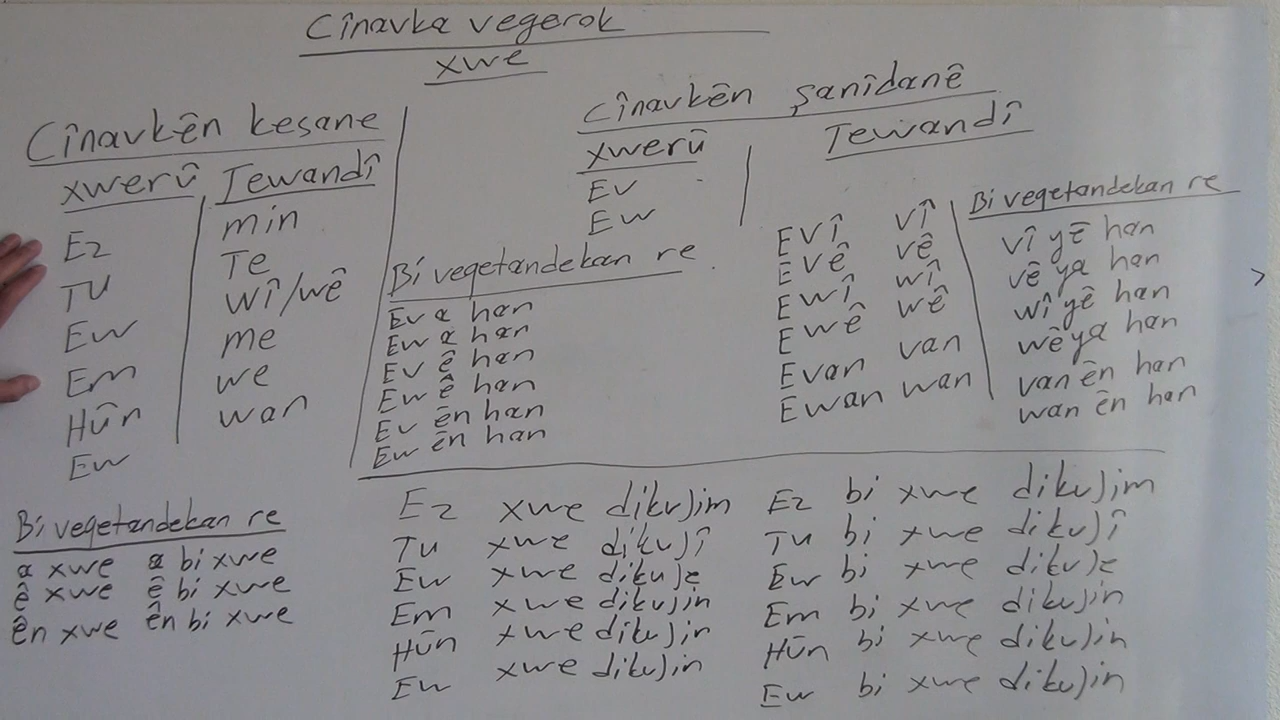 Cînavka vegerok
xwe
Cînavkên kesane
xwerû Tewandî
Ez min
Tu Te
Ew wî/wê
Em me
Hûn we
Ew wan
Cînavkên şanîdanê
xwerû
Ev
Ew
Bi veqetandekan re
Ev a han
Ew a han
Ev ê han
Ew ê han
Ev ên han
Ew ên han
Tewandî
Evî vî
Evê vê
Ewî wî
Ewê wê
Evan van
Ewan wan
Bi veqetandekan re
vî yê han
vê ya han
wî yê han
wê ya han
van ên han
wan ên han
Bi veqetandekan re
a xwe a bi xwe
ê xwe ê bi xwe
ên xwe ên bi xwe
Ez xwe dikujim
Tu xwe dikujî
Ew xwe dikuje
Em xwe dikujin
Hûn xwe dikujin
Ew xwe dikujin
Ez bi xwe dikujim
Tu bi xwe dikujî
Ew bi xwe dikuje
Em bi xwe dikujin
Hûn bi xwe dikujin
Ew bi xwe dikujin